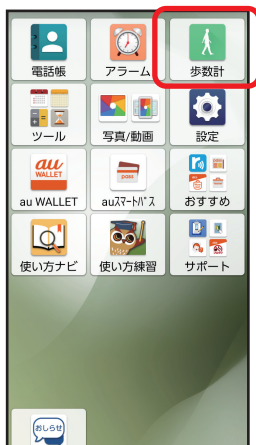 電話帳
アラーム
歩数計
ツール
写真/動画
設定
au
WALLET
pass
au WALLET
auｽﾏｰﾄﾊﾟｽ
おすすめ
使い方ナビ
使い方練習
サポート
おしらせ